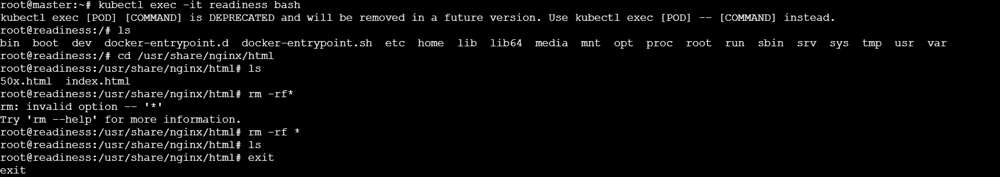 root@master:~# kubectl exec -it readiness bash
kubectl exec [POD] [COMMAND] is DEPRECATED and will be removed in a future version. Use kubectl exec [POD] -- [COMMAND] instead.
root@readiness:/# ls
bin  boot  dev  docker-entrypoint.d  docker-entrypoint.sh  etc  home  lib  lib64  media  mnt  opt  proc  root  run  sbin  srv  sys  tmp  usr  var
root@readiness:/# cd /usr/share/nginx/html
root@readiness:/usr/share/nginx/html# ls
50x.html  index.html
root@readiness:/usr/share/nginx/html# rm -rf*
rm: invalid option -- '*'
Try 'rm --help' for more information.
root@readiness:/usr/share/nginx/html# rm -rf *
root@readiness:/usr/share/nginx/html# ls
root@readiness:/usr/share/nginx/html# exit
exit